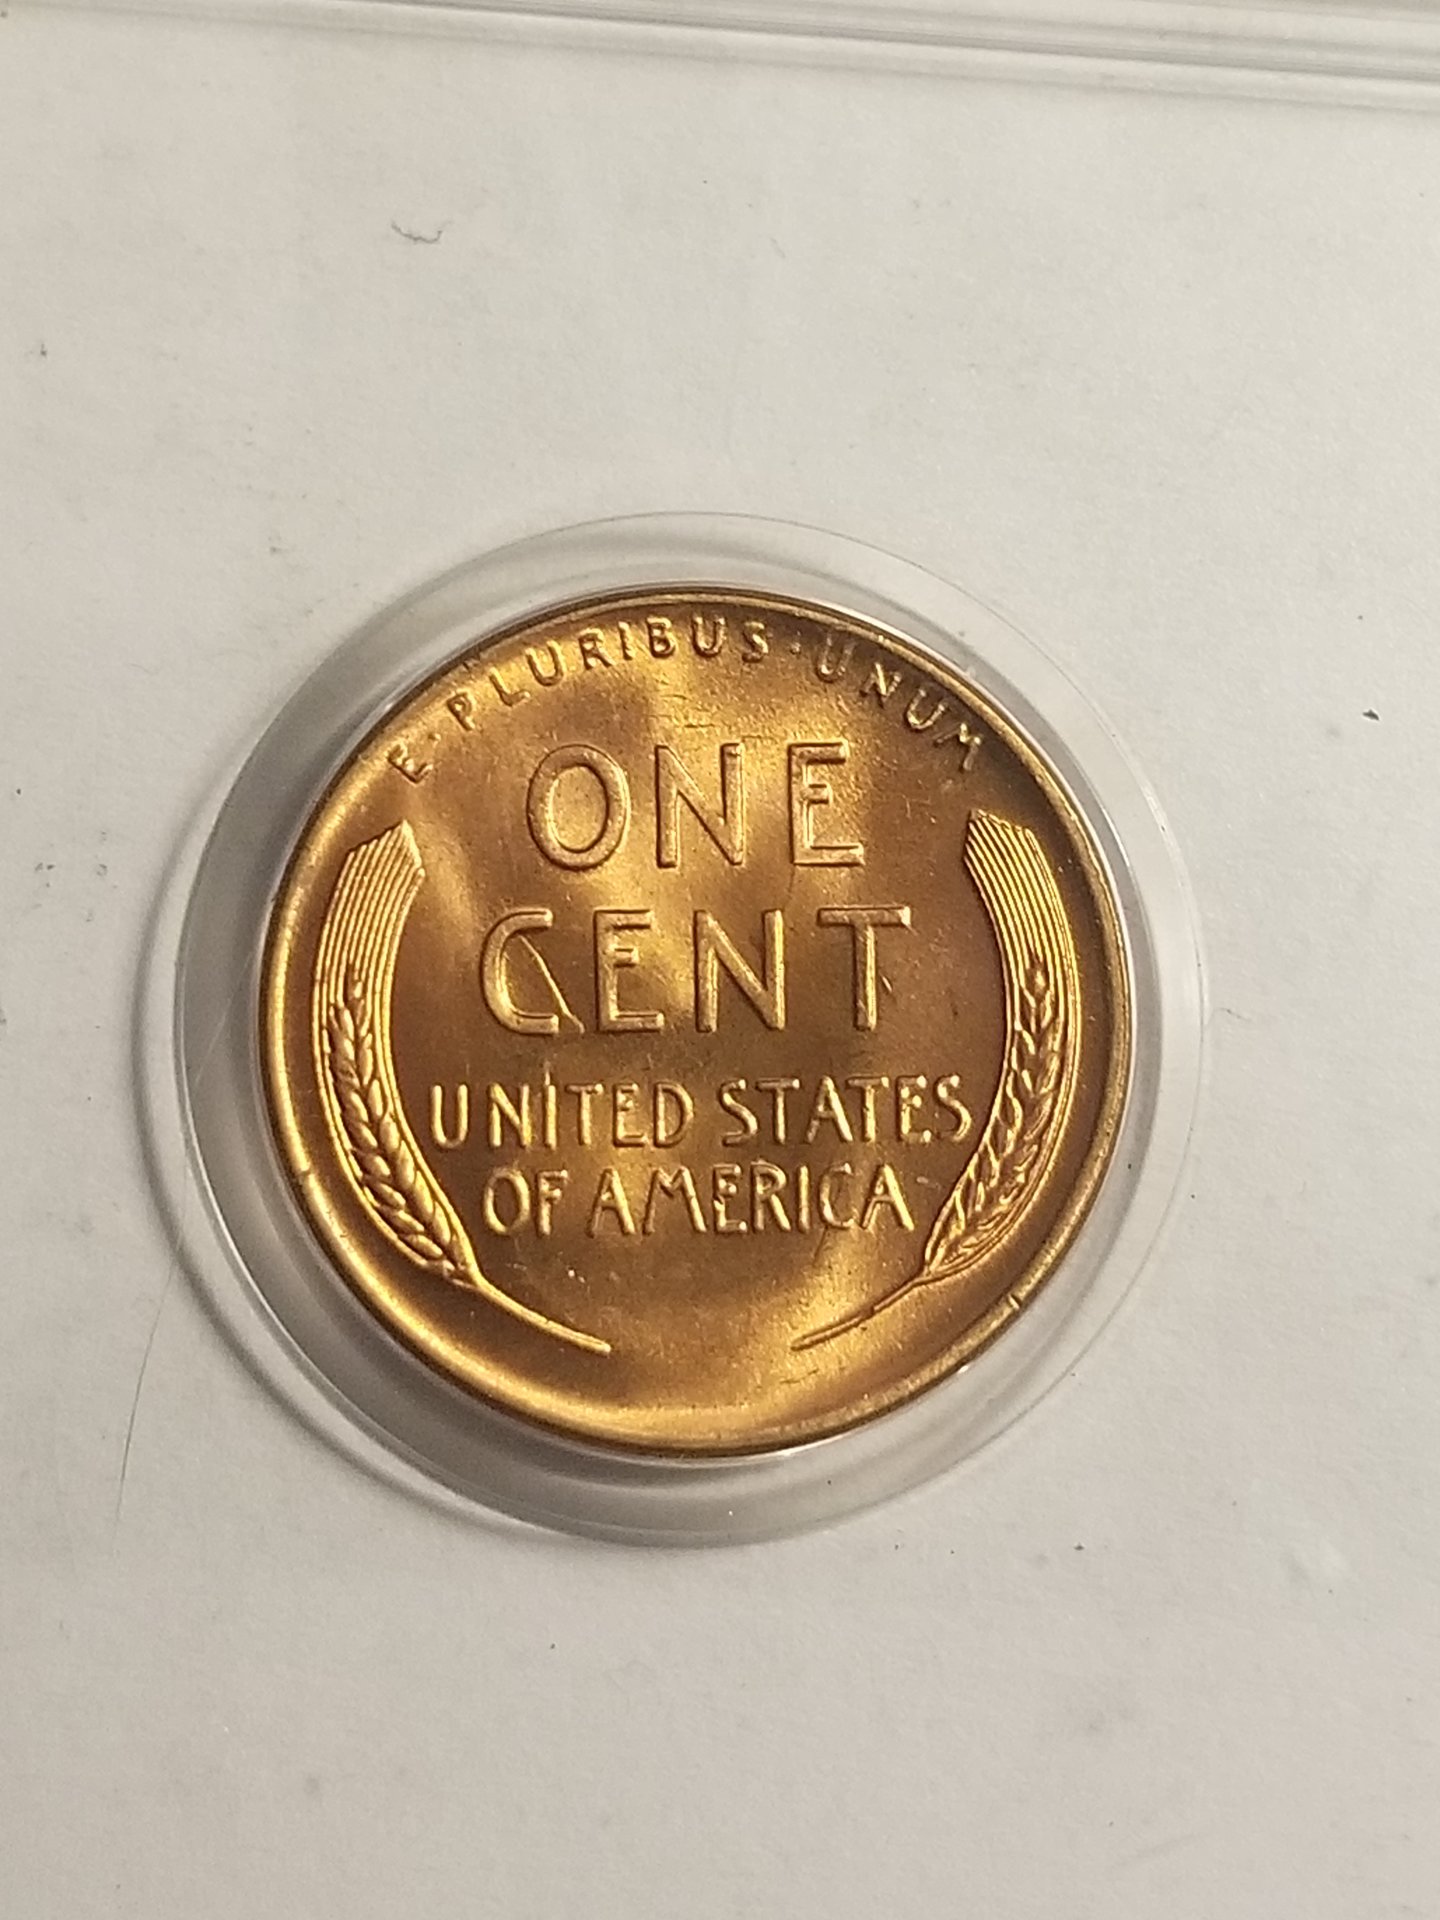 E·PLURIBUS·UNUM
ONE
CENT
UNITED STATES
OF AMERICA